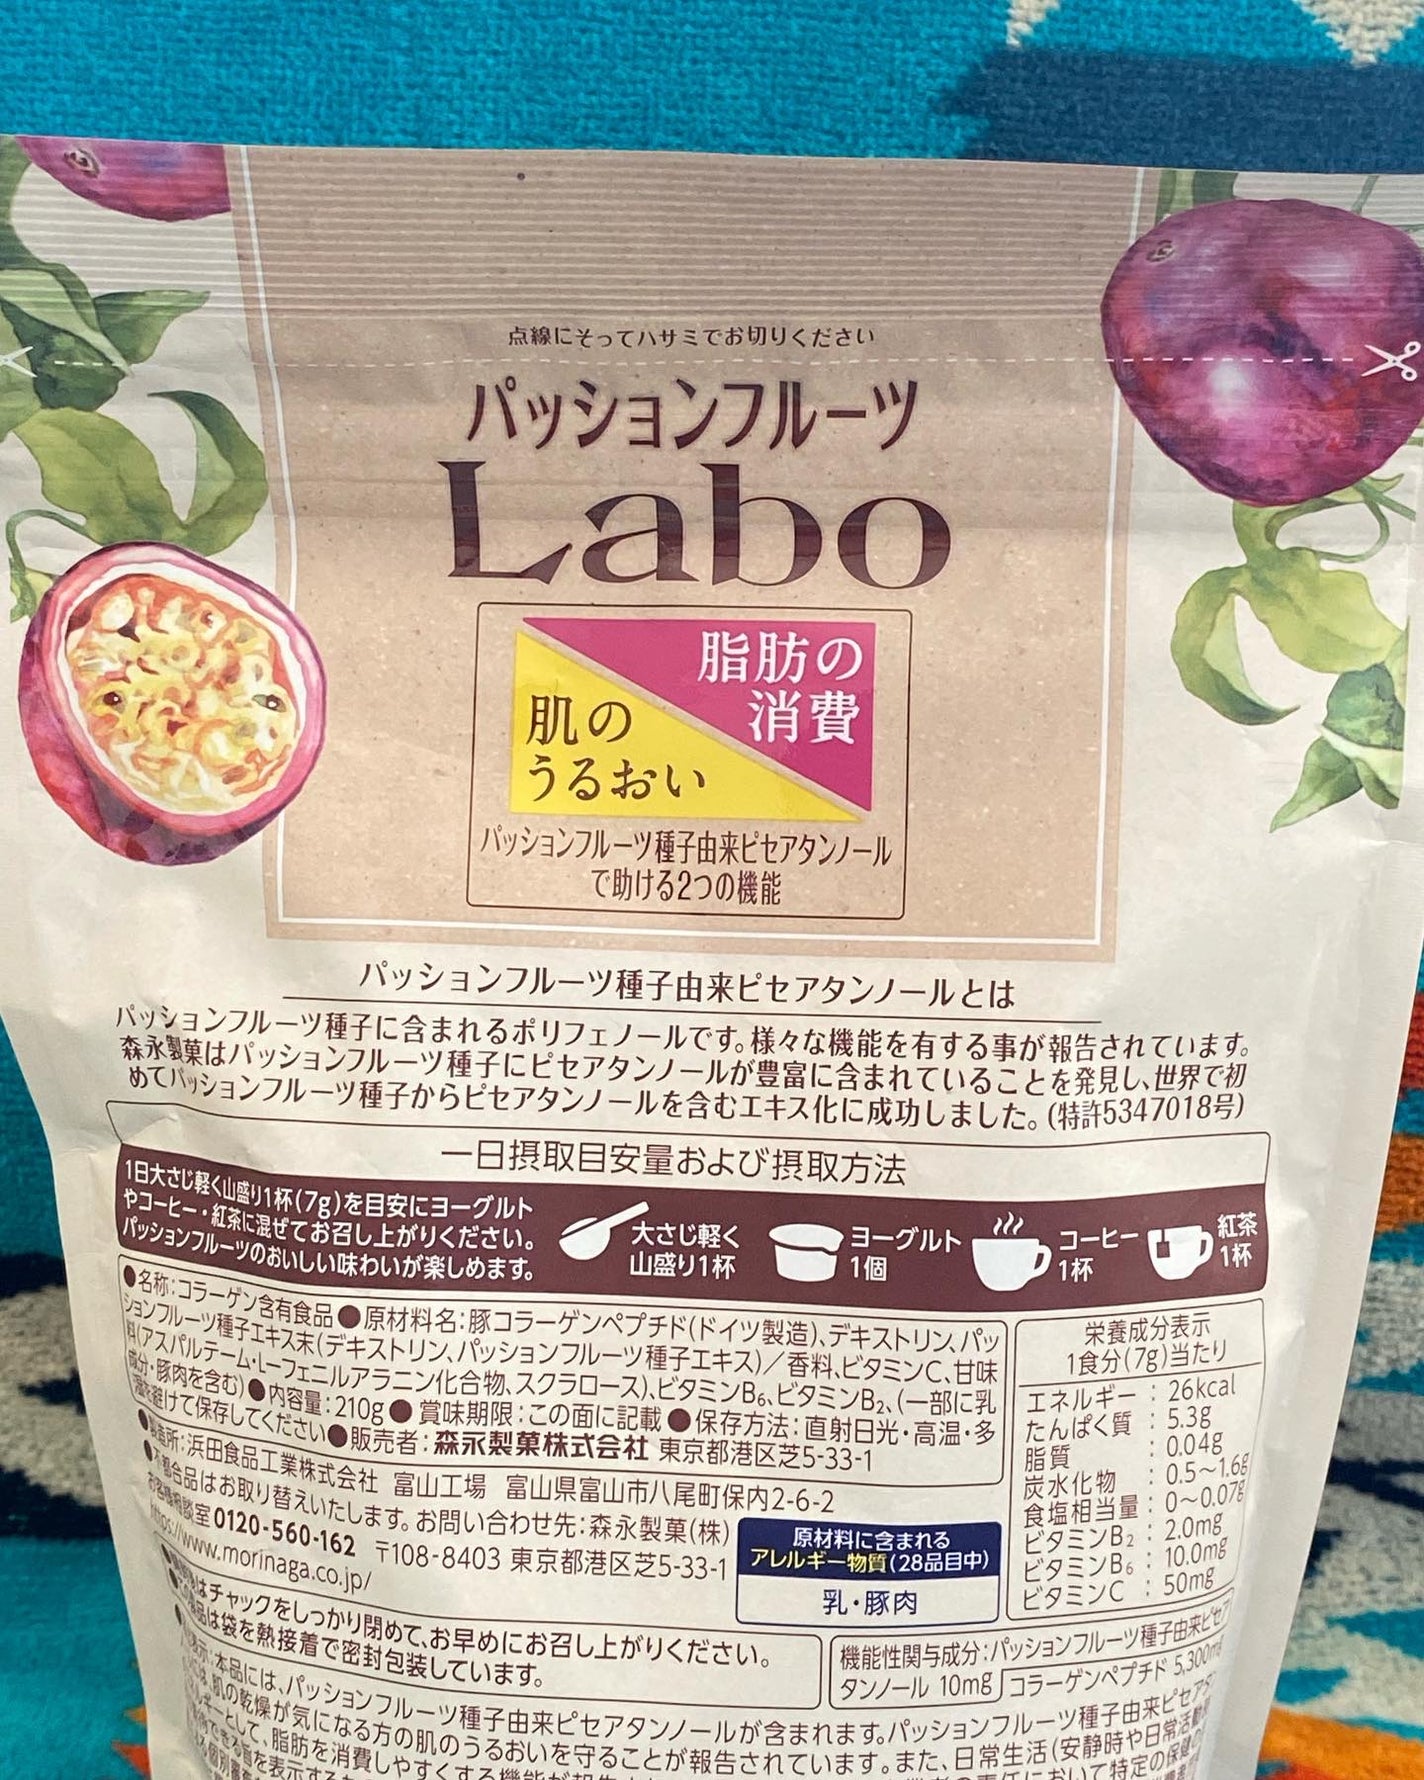 点線にそってハサミでお切りください
パッションフルーツ
Labo
脂肪の
消費
肌の
うるおい
パッションフルーツ種子由来ピセアタンノール
で助ける2つの機能
パッションフルーツ種子由来ピセアタンノールとは
パッションフルーツ種子に含まれるポリフェノールです。様々な機能を有する事が報告されています。
森永製菓はパッションフルーツ種子にピセアタンノールが豊富に含まれていることを発見し、世界で初
めてパッションフルーツ種子からピセアタンノールを含むエキス化に成功しました。(特許5347018号)
一日摂取目安量および摂取方法
1日大さじ軽く山盛り1杯(7g)を目安にヨーグルト
やコーヒー・紅茶に混ぜてお召し上がりください。
パッションフルーツのおいしい味わいが楽しめます。
大さじ軽く
山盛り1杯
ヨーグルト
1個
コーヒー
1杯
紅茶
1杯
●名称:コラーゲン含有食品●原材料名:豚コラーゲンペプチド(ドイツ製造)、デキストリン、パッ
ションフルーツ種子エキス末(デキストリン、パッションフルーツ種子エキス)/香料、ビタミンC、甘味
料(アスパルテーム・L-フェニルアラニン化合物、スクラロース)、ビタミンB6、ビタミンB2、(一部に乳
成分・豚肉を含む)●内容量:210g●賞味期限:この面に記載●保存方法:直射日光・高温・多
を避けて保存してください●販売者:森永製菓株式会社 東京都港区芝5-33-1
製造所:浜田食品工業株式会社 富山工場 富山県富山市八尾町保内2-6-2
都合品はお取り替えいたします。お問い合わせ先:森永製菓(株)
相談室0120-560-162 〒108-8403 東京都港区芝5-33-1
https://www.morinaga.co.jp/
栄養成分表示
1食分(7g)当たり
エネルギー : 26kcal
たんぱく質 : 5.3g
脂質 : 0.04g
炭水化物 : 0.5~1.6g
食塩相当量 : 0~0.07g
ビタミンB2 : 2.0mg
ビタミンB6 : 10.0mg
ビタミンC : 50mg
原材料に含まれる
アレルギー物質(28品目中)
乳・豚肉
はチャックをしっかり閉めて、お早めにお召し上がりください。
品は袋を熱接着で密封包装しています。
機能性関与成分:パッションフルーツ種子由来ピセア
タンノール 10mg コラーゲンペプチド 5,300m
表示:本品には、パッションフルーツ種子由来ピセアタンノールが含まれます。パッションフルーツ種子由来ピセアタ
は、肌の乾燥が気になる方の肌のうるおいを守ることが報告されています。また、日常生活(安静時や日常活動
として、脂肪を消費しやすくする機能が
において特定の保健の